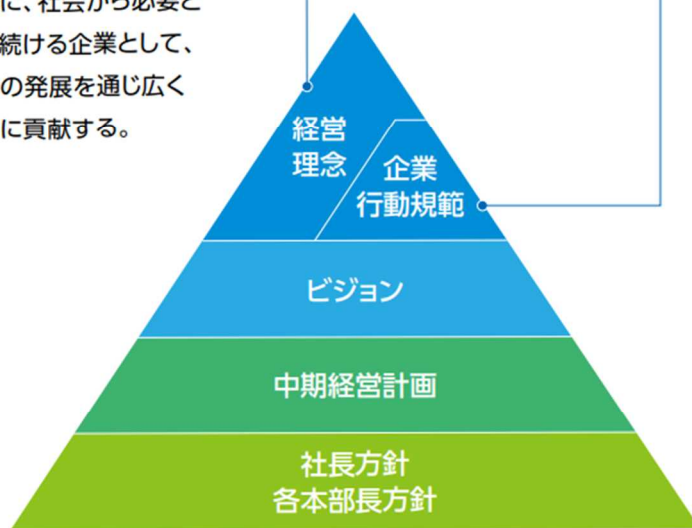 に、社会から必要と
続ける企業として、
の発展を通じ広く
に貢献する。
経営
理念
企業
行動規範
ビジョン
中期経営計画
社長方針
各本部長方針